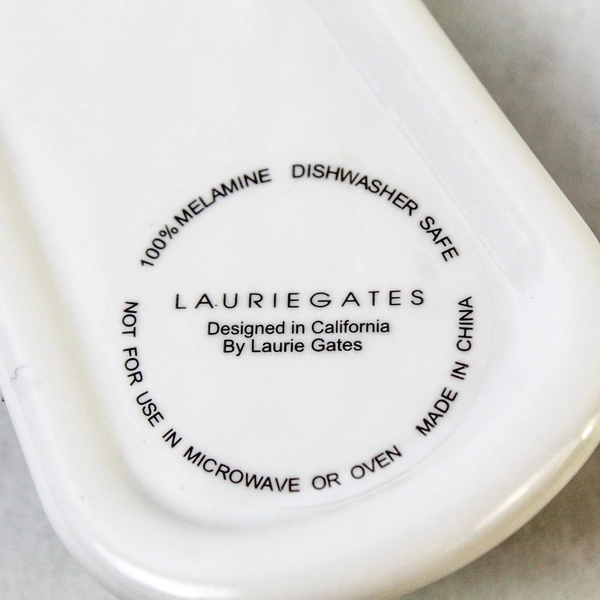 100% MELAMINE DISHWASHER SAFE
LAURIEGATES
Designed in California
By Laurie Gates
NOT FOR USE IN MICROWAVE OR OVEN MADE IN CHINA